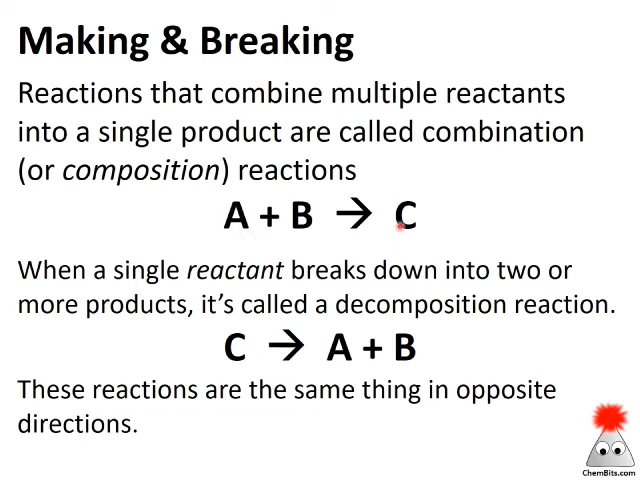 Making & Breaking
Reactions that combine multiple reactants
into a single product are called combination
(or composition) reactions
A + B → C
When a single reactant breaks down into two or
more products, it’s called a decomposition reaction.
C → A + B
These reactions are the same thing in opposite
directions.
ChemBits.com